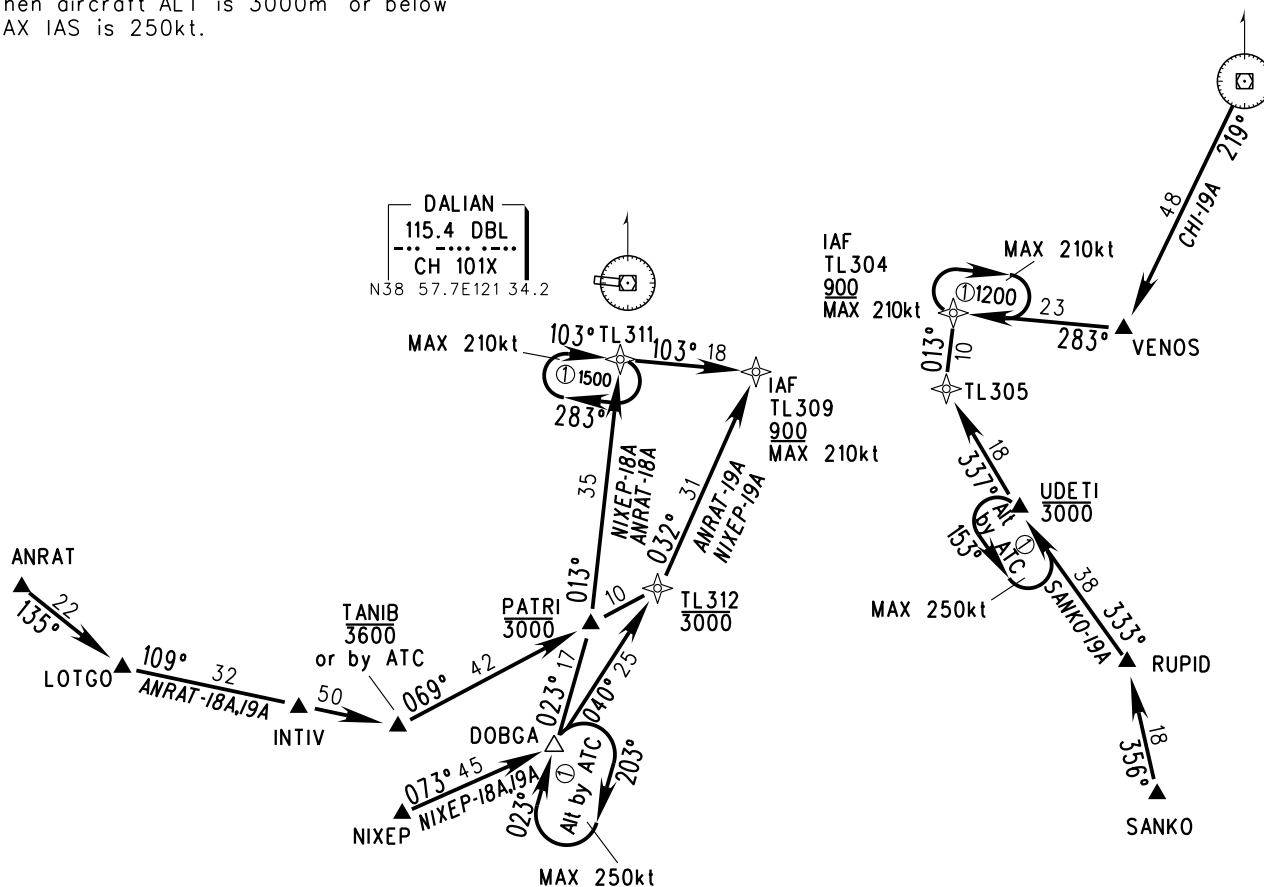 hen aircraft ALT is 3000m or below
AX IAS is 250kt.
219°
48
CHI-19A
DALIAN
115.4 DBL
-·· -··· ·-··
CH 101X
N38 57.7E121 34.2
IAF
TL304
900
MAX 210kt
MAX 210kt
① 1200
23
283°
VENOS
013°
10
TL305
MAX 210kt
103°
TL311
103°
18
① 1500
283°
IAF
TL309
900
MAX 210kt
35
NIXEP-18A
ANRAT-18A
013°
31
ANRAT-19A
NIXEP-19A
032°
18
337°
UDETI
3000
Alt
by ATC
①
153°
MAX 250kt
38
333°
SANKO-19A
RUPID
18
356°
SANKO
ANRAT
22
135°
LOTGO
109°
32
ANRAT-18A,19A
INTIV
50
TANIB
3600
or by ATC
069°
42
PATRI
3000
10
TL312
3000
17
023°
25
040°
DOBGA
073°
45
NIXEP-18A,19A
NIXEP
023°
①
Alt by ATC
203°
MAX 250kt